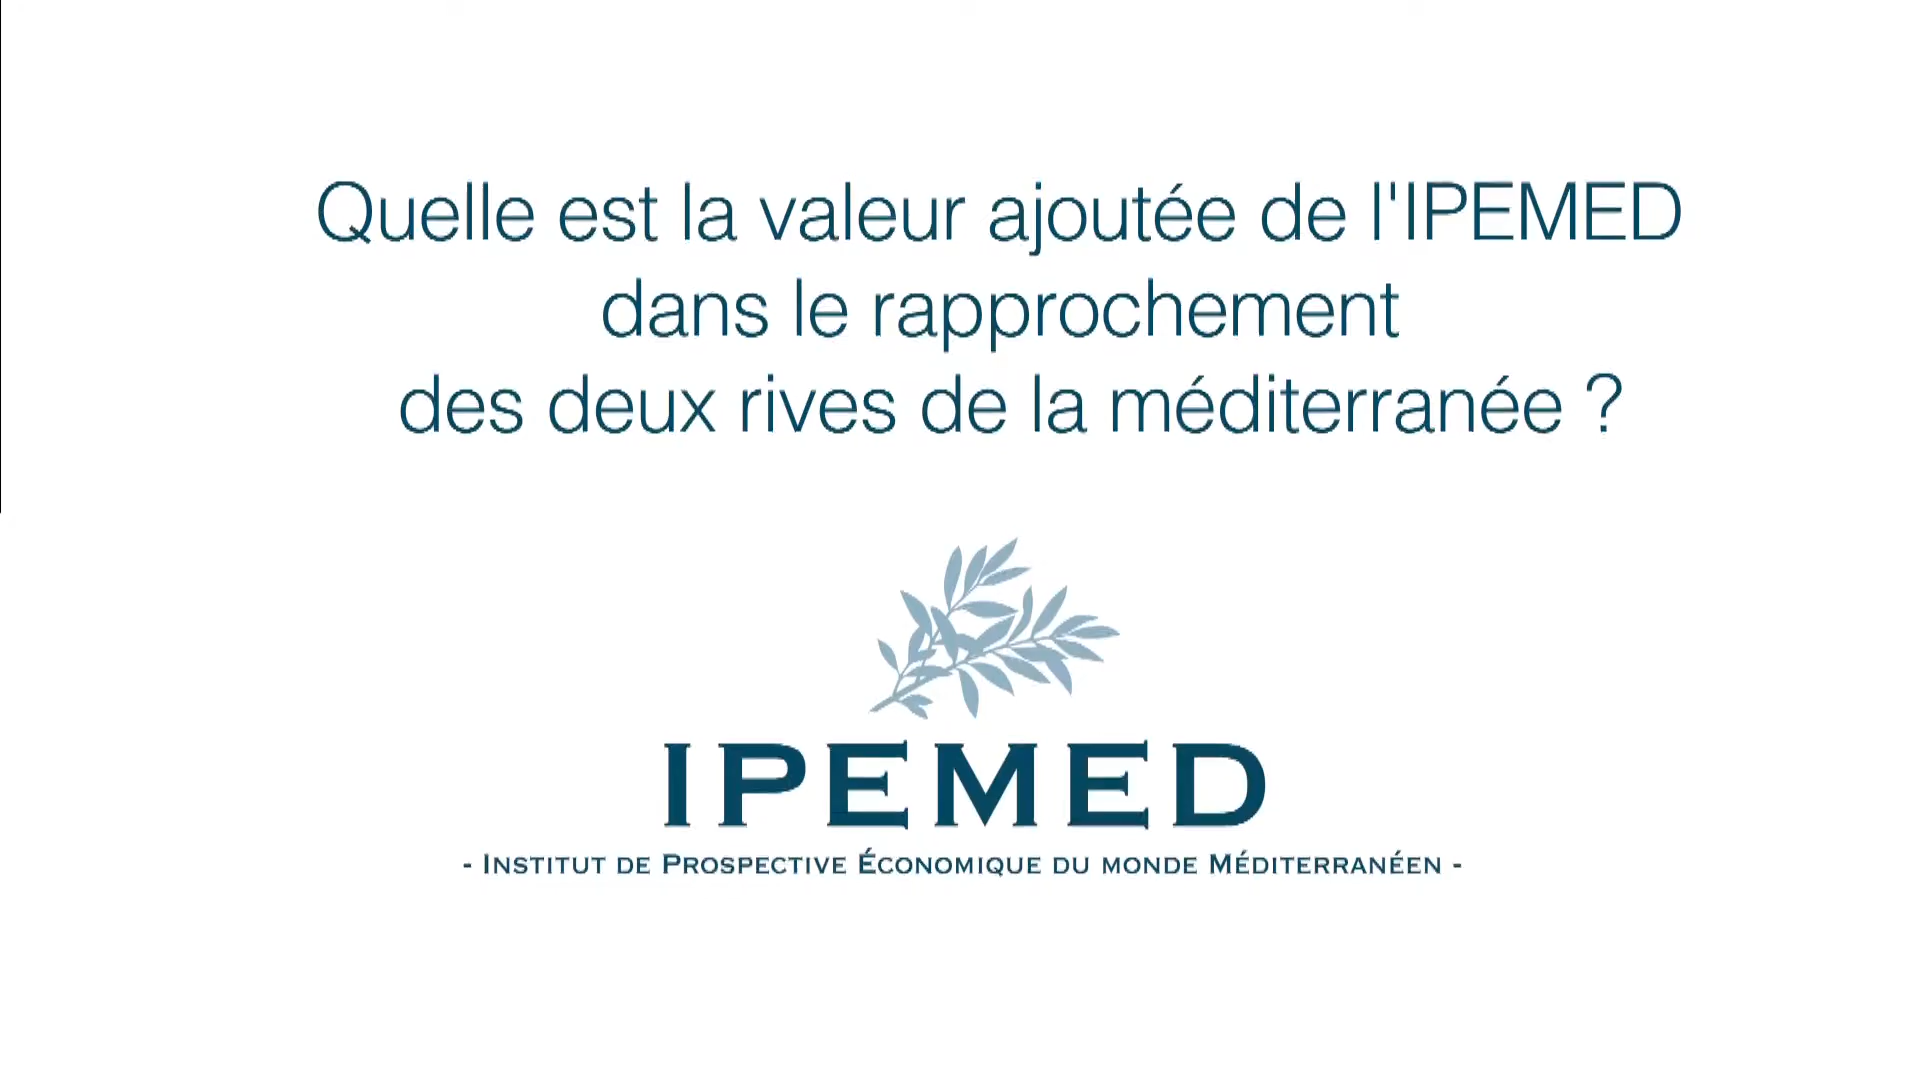 Quelle est la valeur ajoutée de l'IPEMED
dans le rapprochement
des deux rives de la méditerranée ?
IPEMED
- Institut de Prospective Économique du monde Méditerranéen -